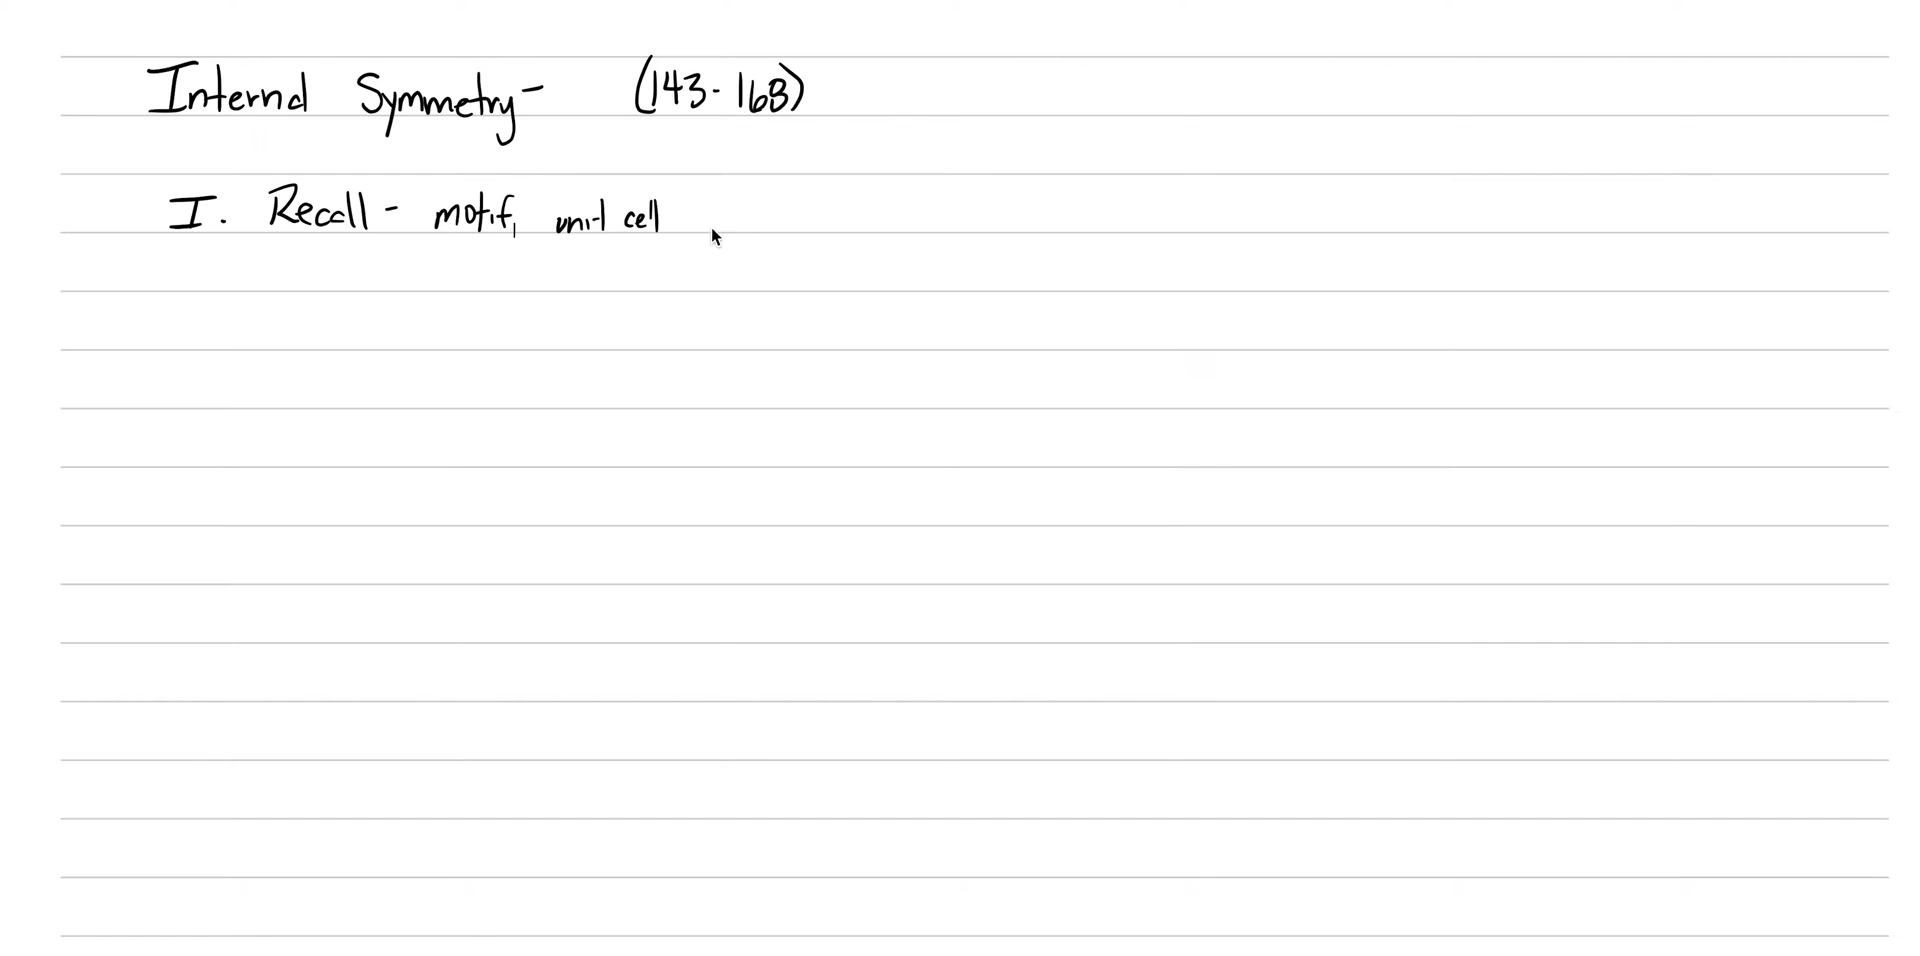 Internal Symmetry- (143-168)
I. Recall - motif, unit cell